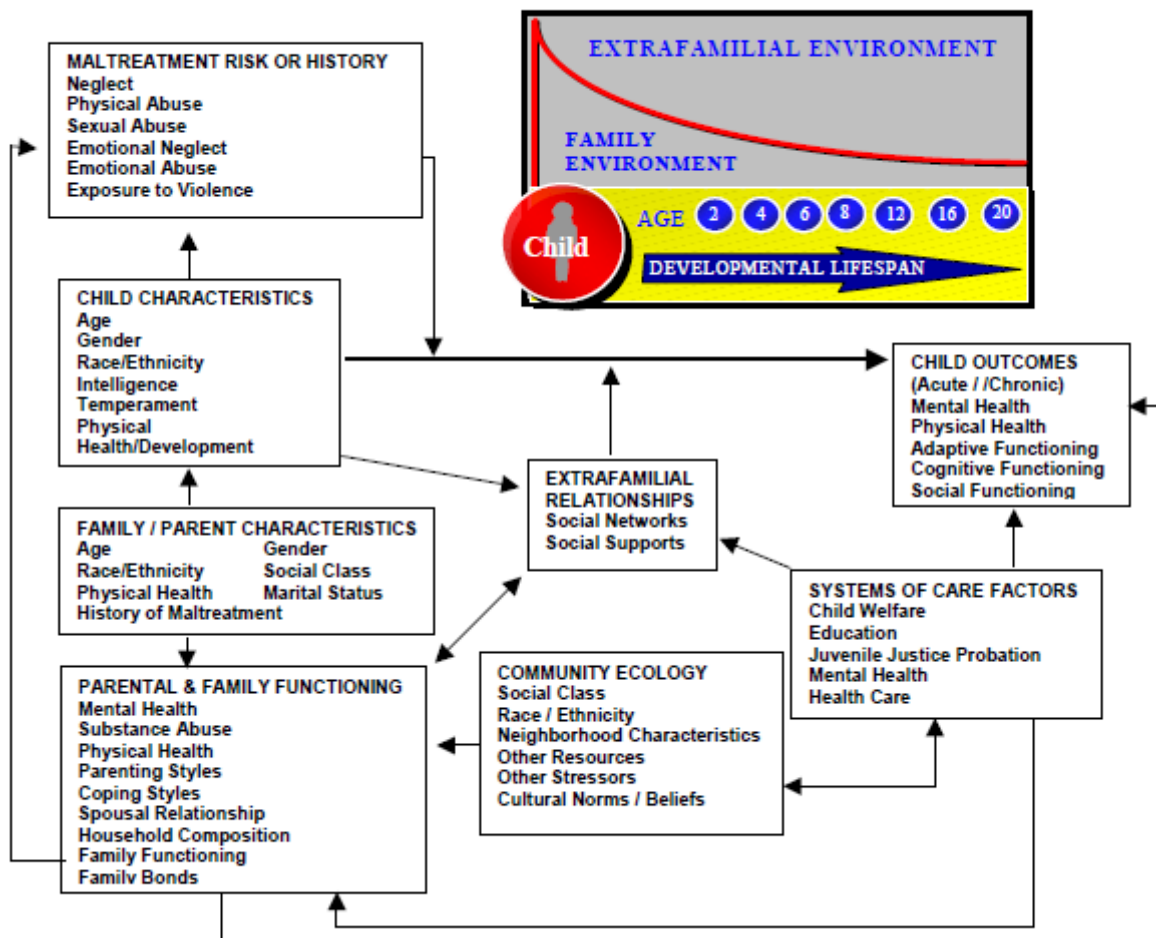 MALTREATMENT RISK OR HISTORY
Neglect
Physical Abuse
Sexual Abuse
Emotional Neglect
Emotional Abuse
Exposure to Violence
EXTRAFAMILIAL ENVIRONMENT
FAMILY
ENVIRONMENT
AGE 2 4 6 8 12 16 20
Child
DEVELOPMENTAL LIFESPAN
CHILD CHARACTERISTICS
Age
Gender
Race/Ethnicity
Intelligence
Temperament
Physical
Health/Development
CHILD OUTCOMES
(Acute / /Chronic)
Mental Health
Physical Health
Adaptive Functioning
Cognitive Functioning
Social Functioning
EXTRAFAMILIAL
RELATIONSHIPS
Social Networks
Social Supports
FAMILY / PARENT CHARACTERISTICS
Age Gender
Race/Ethnicity Social Class
Physical Health Marital Status
History of Maltreatment
SYSTEMS OF CARE FACTORS
Child Welfare
Education
Juvenile Justice Probation
Mental Health
Health Care
PARENTAL & FAMILY FUNCTIONING
Mental Health
Substance Abuse
Physical Health
Parenting Styles
Coping Styles
Spousal Relationship
Household Composition
Family Functioning
Family Bonds
COMMUNITY ECOLOGY
Social Class
Race / Ethnicity
Neighborhood Characteristics
Other Resources
Other Stressors
Cultural Norms / Beliefs